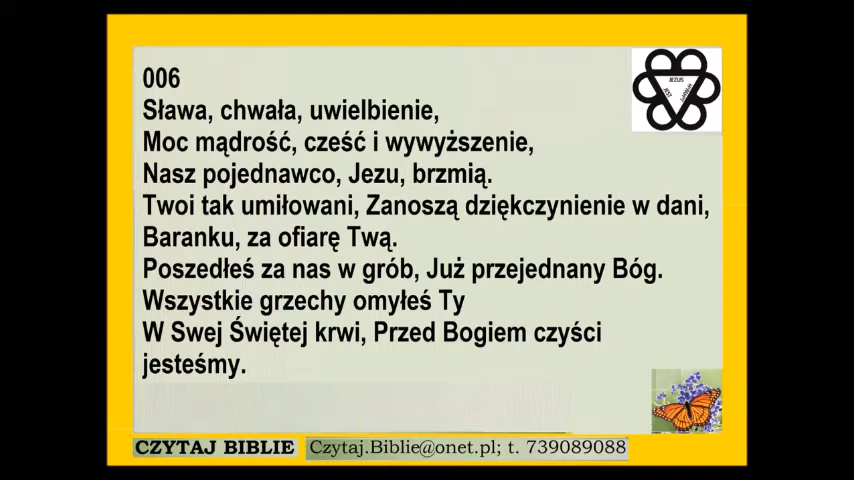 006
Sława, chwała, uwielbienie,
Moc mądrość, cześć i wywyższenie,
Nasz pojednawco, Jezu, brzmią.
Twoi tak umiłowani, Zanoszą dziękczynienie w dani,
Baranku, za ofiarę Twą.
Poszedłeś za nas w grób, Już przejednany Bóg.
Wszystkie grzechy omyłeś Ty
W Swej Świętej krwi, Przed Bogiem czyści
jesteśmy.
JEZUS
JEST
CZYTAJ BIBLIE
Czytaj.Biblie@onet.pl; t. 739089088